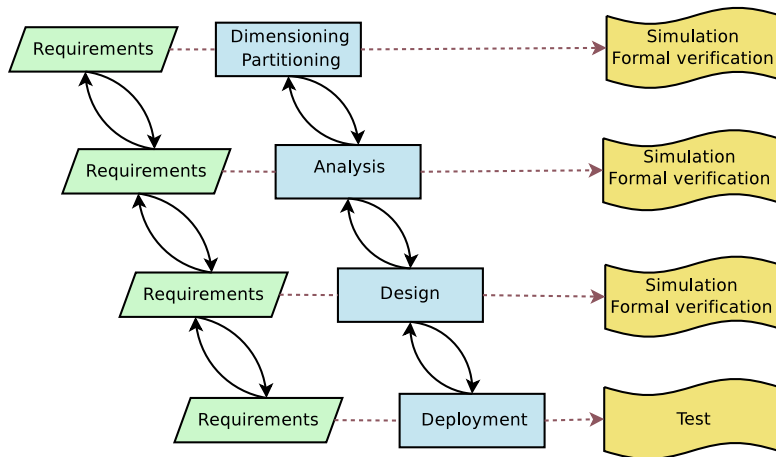 Requirements
Dimensioning
Partitioning
Simulation
Formal verification
Requirements
Analysis
Simulation
Formal verification
Requirements
Design
Simulation
Formal verification
Requirements
Deployment
Test